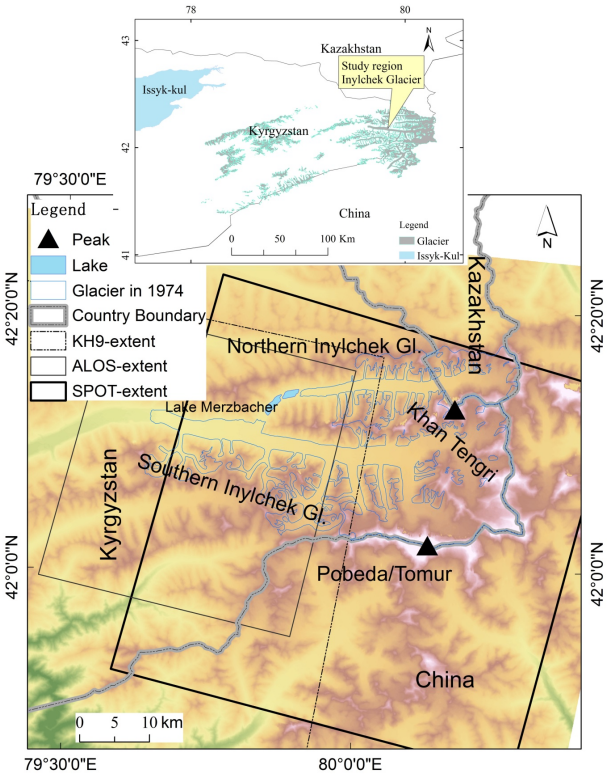 78
80
43
Kazakhstan
N
Study region
Inylchek Glacier
Issyk-kul
Kyrgyzstan
42
China
Legend
Glacier
Issyk-Kul
0 50 100 Km
41
79°30'0"E
Legend
Peak
Lake
Glacier in 1974
Country Boundary
KH9-extent
ALOS-extent
SPOT-extent
N
Kazakhstan
42°20'0"N
42°20'0"N
Northern Inylchek Gl.
Lake Merzbacher
Khan Tengri
Southern Inylchek Gl.
Kyrgyzstan
42°0'0"N
42°0'0"N
Pobeda/Tomur
China
0 5 10 km
79°30'0"E
80°0'0"E